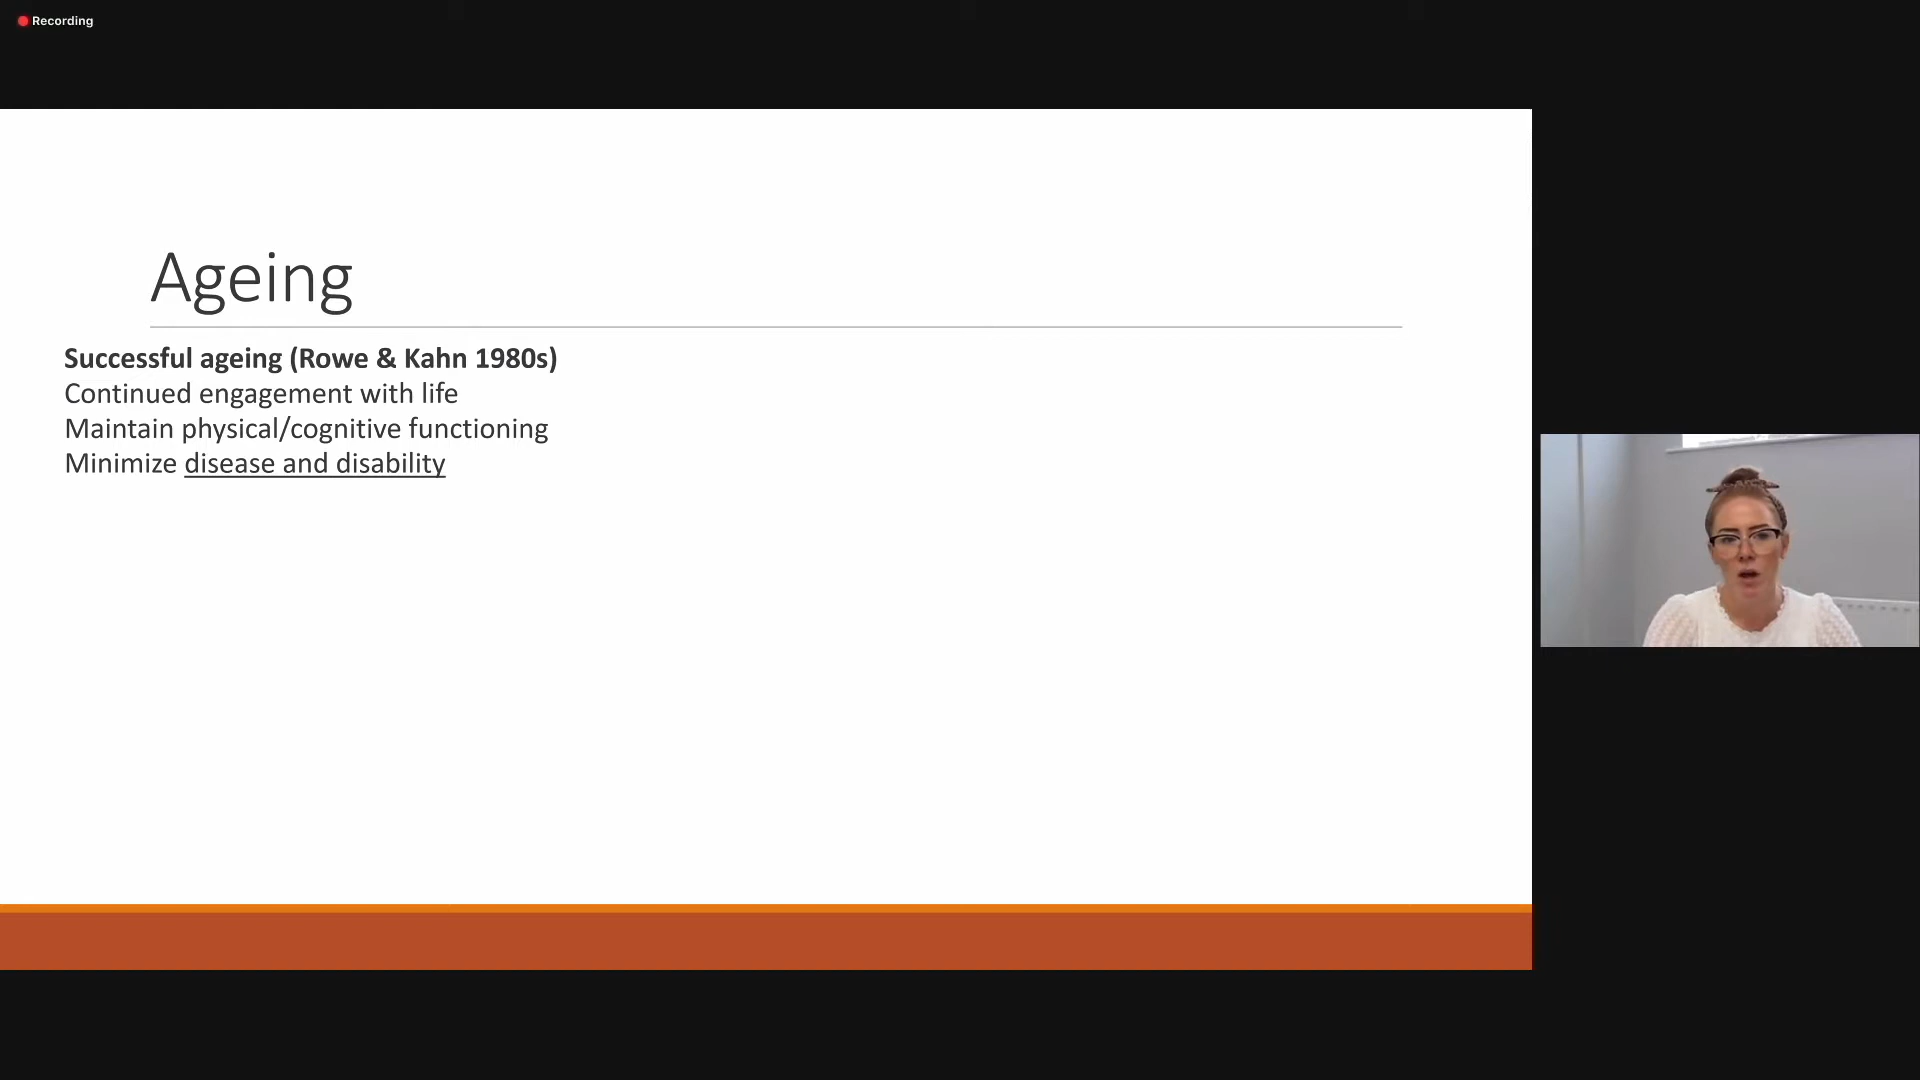 Recording
Ageing
Successful ageing (Rowe & Kahn 1980s)
Continued engagement with life
Maintain physical/cognitive functioning
Minimize disease and disability